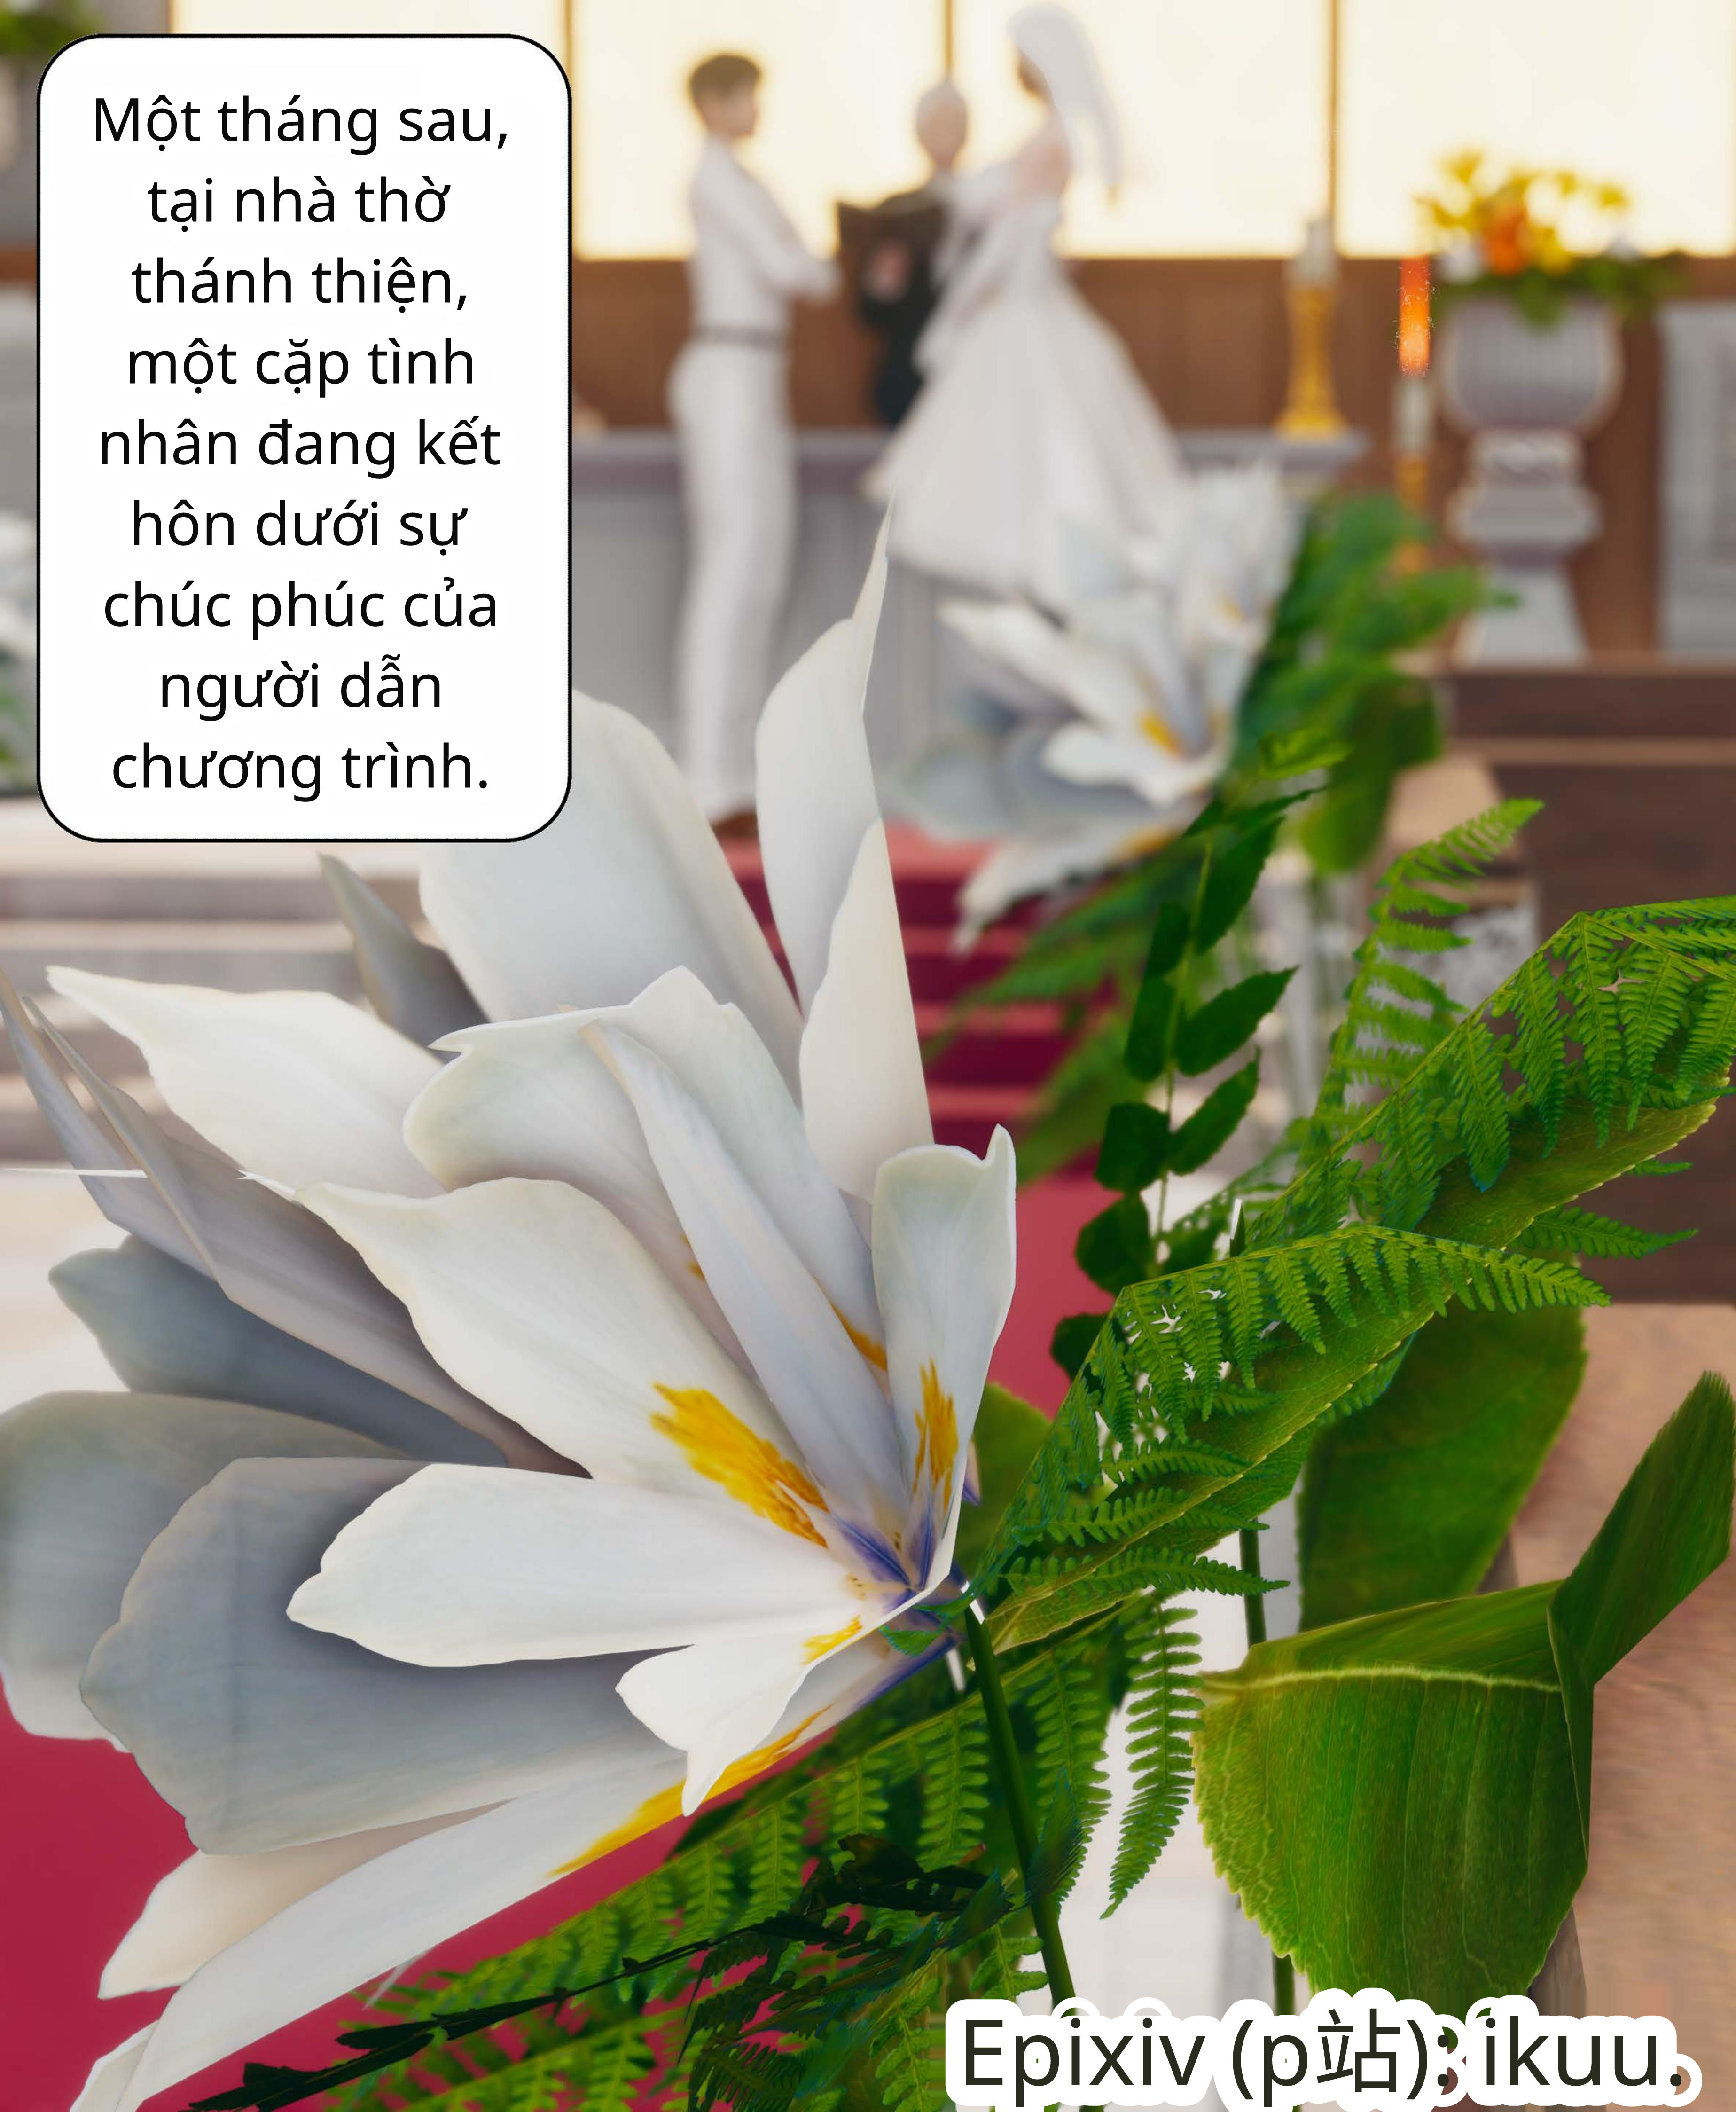 Một tháng sau,
tại nhà thờ
thánh thiện,
một cặp tình
nhân đang kết
hôn dưới sự
chúc phúc của
người dẫn
chương trình.
Epixiv (p站): ikuu.